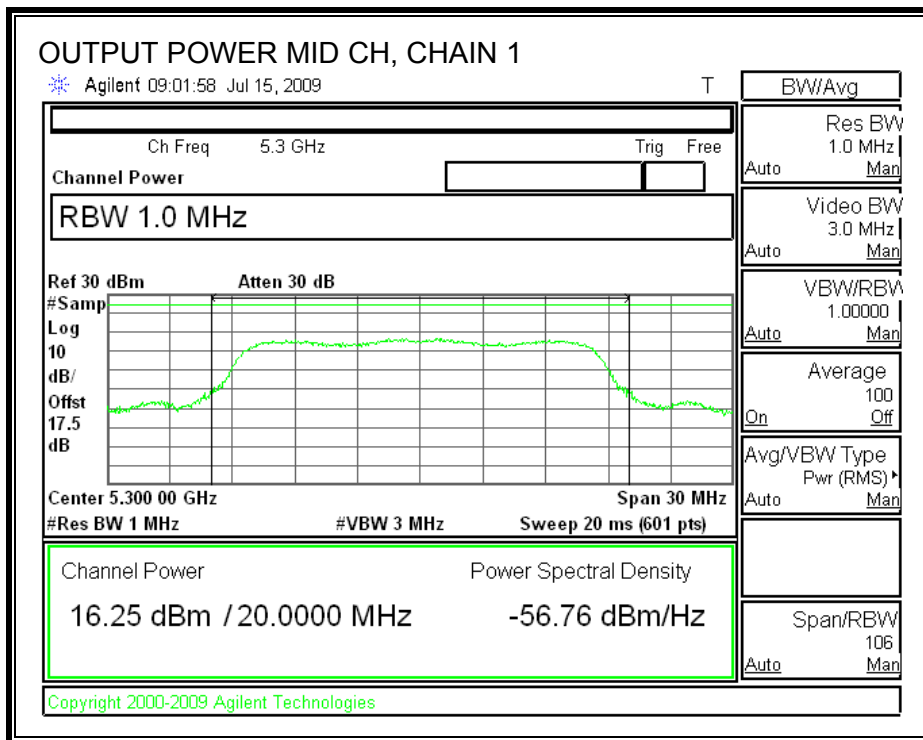 OUTPUT POWER MID CH, CHAIN 1
Agilent 09:01:58 Jul 15, 2009 T
Ch Freq 5.3 GHz Trig Free
Channel Power
RBW 1.0 MHz
Ref 30 dBm Atten 30 dB
#Samp
Log
10
dB/
Offst
17.5
dB
Center 5.300 00 GHz Span 30 MHz
#Res BW 1 MHz #VBW 3 MHz Sweep 20 ms (601 pts)
Channel Power Power Spectral Density
16.25 dBm / 20.0000 MHz -56.76 dBm/Hz
Copyright 2000-2009 Agilent Technologies
BW/Avg
Res BW
1.0 MHz
Auto Man
Video BW
3.0 MHz
Auto Man
VBW/RBW
1.00000
Auto Man
Average
100
On Off
Avg/VBW Type
Pwr (RMS)
Auto Man
Span/RBW
106
Auto Man